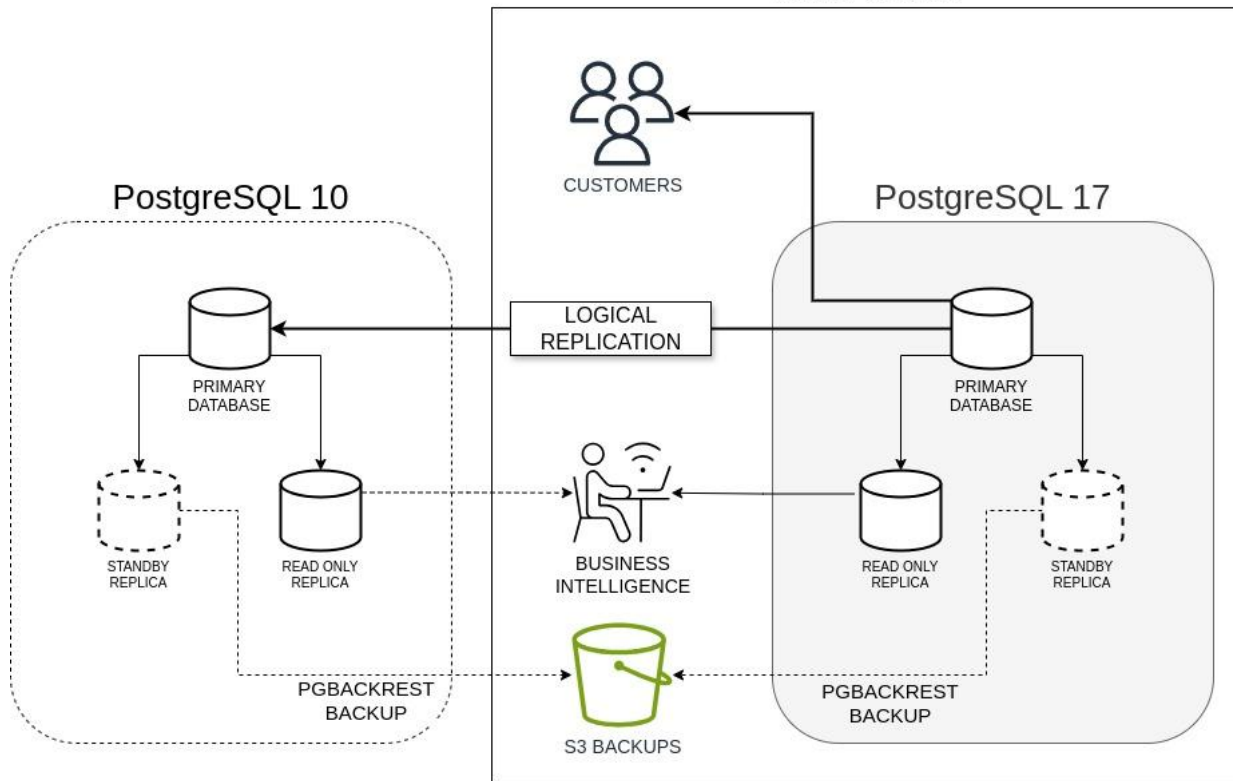 CUSTOMERS
PostgreSQL 10
PostgreSQL 17
LOGICAL
REPLICATION
PRIMARY
DATABASE
PRIMARY
DATABASE
STANDBY
REPLICA
READ ONLY
REPLICA
BUSINESS
INTELLIGENCE
READ ONLY
REPLICA
STANDBY
REPLICA
PGBACKREST
BACKUP
PGBACKREST
BACKUP
S3 BACKUPS